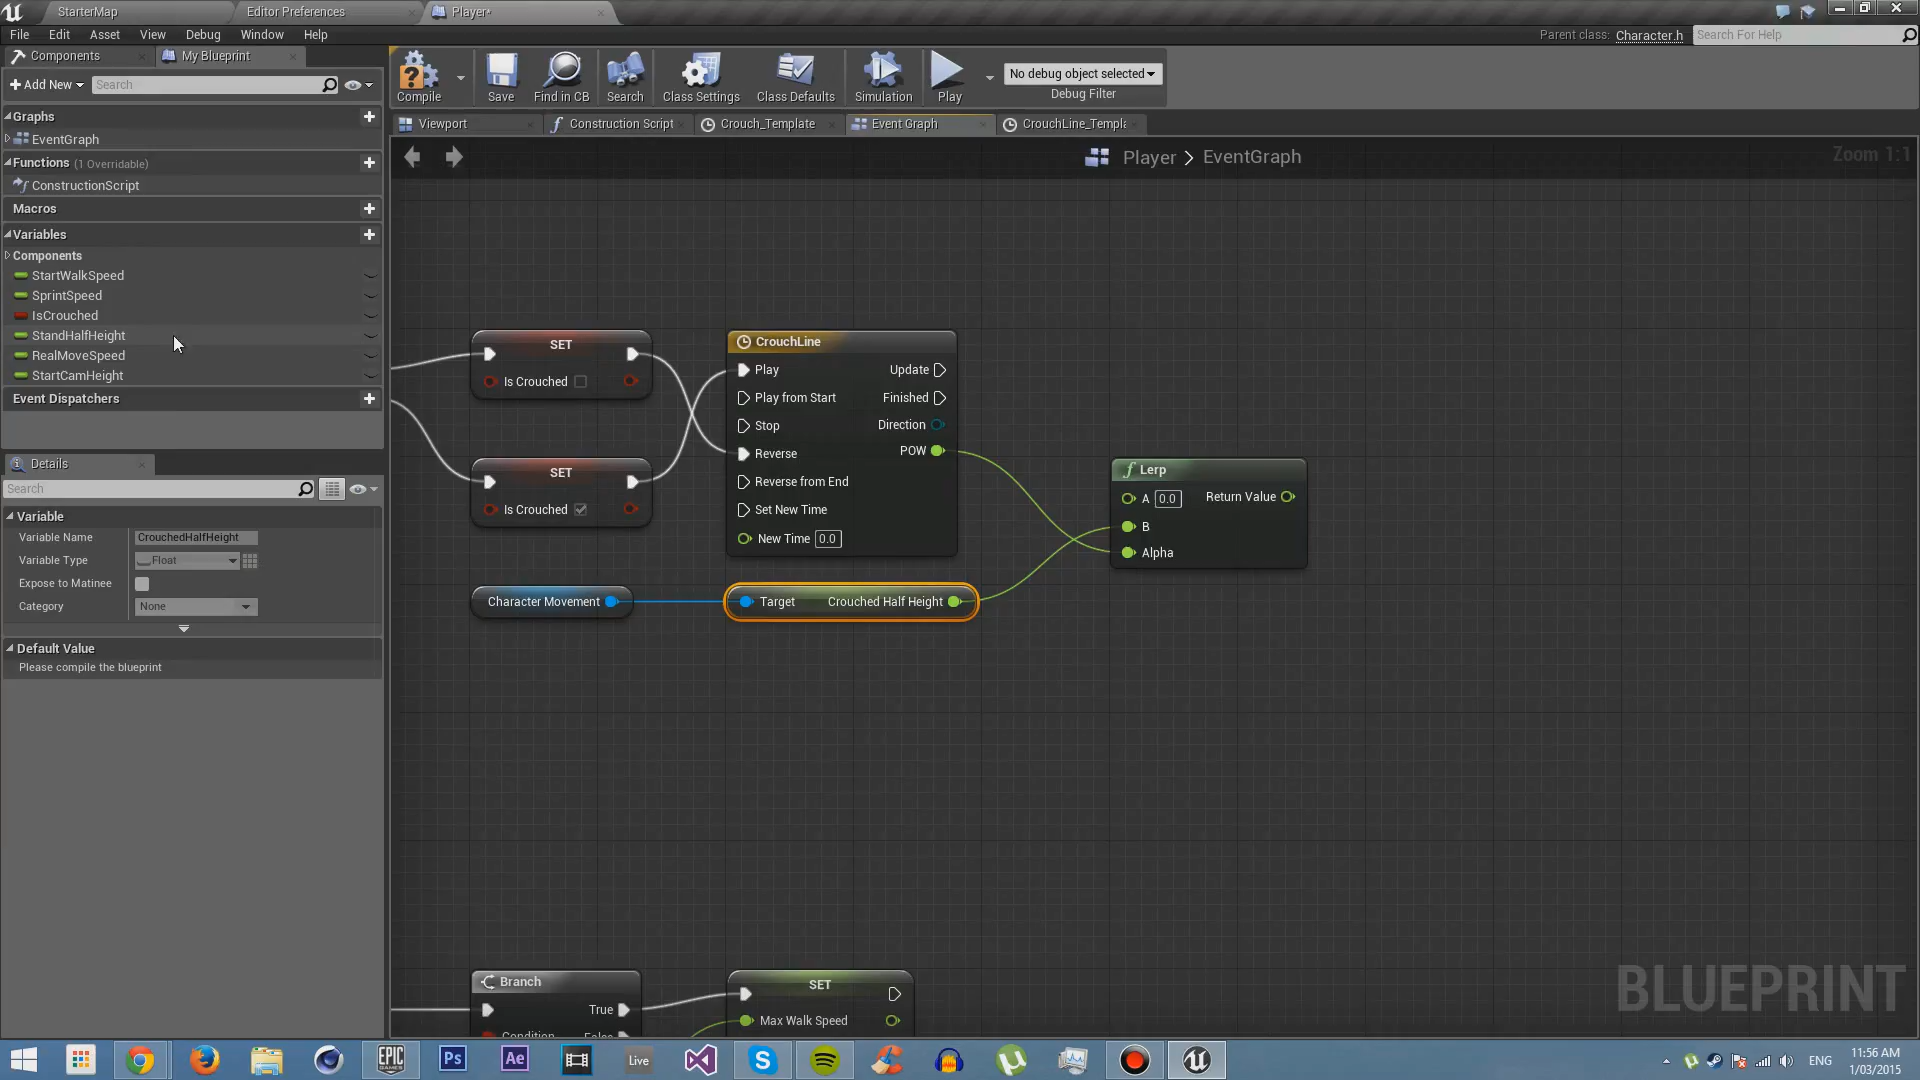 StarterMap
Editor Preferences
Player*
File Edit Asset View Debug Window Help
Parent class: Character.h
Search For Help
Components
My Blueprint
Add New
Search
Graphs
EventGraph
Functions (1 Overridable)
ConstructionScript
Macros
Variables
Components
StartWalkSpeed
SprintSpeed
IsCrouched
StandHalfHeight
RealMoveSpeed
StartCamHeight
Event Dispatchers
Details
Search
Variable
Variable Name CrouchedHalfHeight
Variable Type Float
Expose to Matinee
Category None
Default Value
Please compile the blueprint
Compile Save Find in CB Search Class Settings Class Defaults Simulation Play
No debug object selected
Debug Filter
Viewport
Construction Script
Crouch_Template
Event Graph
CrouchLine_Templ
Player > EventGraph
Zoom 1:1
SET
Is Crouched
SET
Is Crouched
CrouchLine
Play Update
Play from Start Finished
Stop Direction
Reverse POW
Reverse from End
Set New Time
New Time 0.0
Lerp
A 0.0 Return Value
B
Alpha
Character Movement
Target Crouched Half Height
Branch
True
Condition False
SET
Max Walk Speed
BLUEPRINT
EPIC GAMES
Ps
Ae
Live
ENG
11:56 AM
1/03/2015